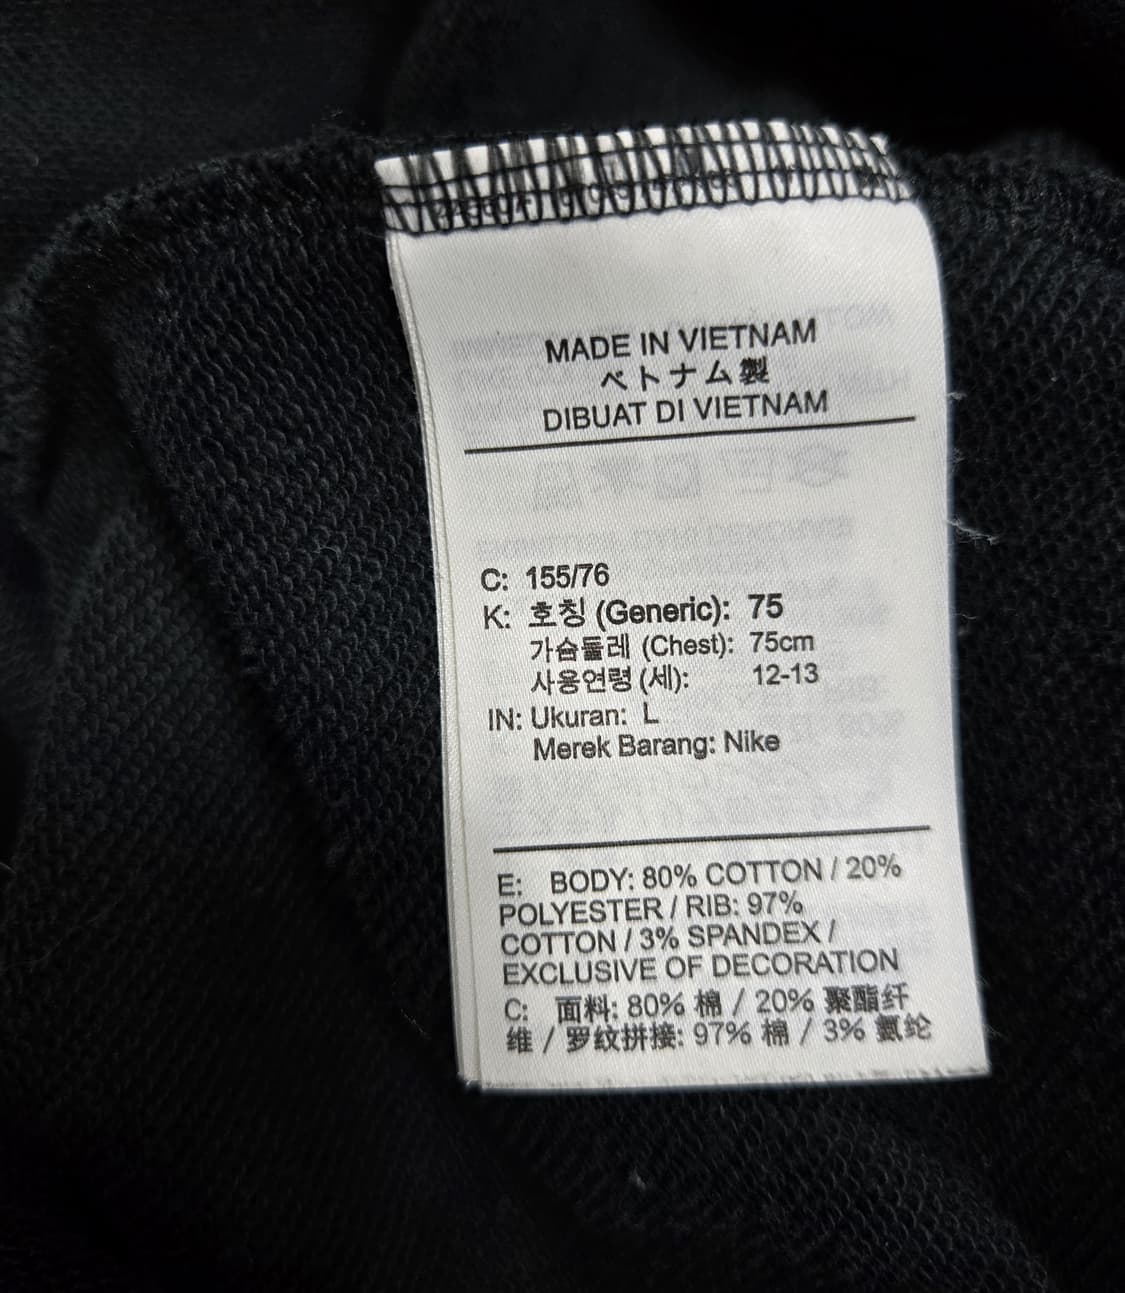 MADE IN VIETNAM
ベトナム製
DIBUAT DI VIETNAM
C: 155/76
K: 호칭 (Generic): 75
가슴둘레 (Chest): 75cm
사용연령 (세): 12-13
IN: Ukuran: L
Merek Barang: Nike
E: BODY: 80% COTTON / 20%
POLYESTER / RIB: 97%
COTTON / 3% SPANDEX /
EXCLUSIVE OF DECORATION
C: 面料: 80% 棉 / 20% 聚酯纤
维 / 罗纹拼接: 97% 棉 / 3% 氨纶